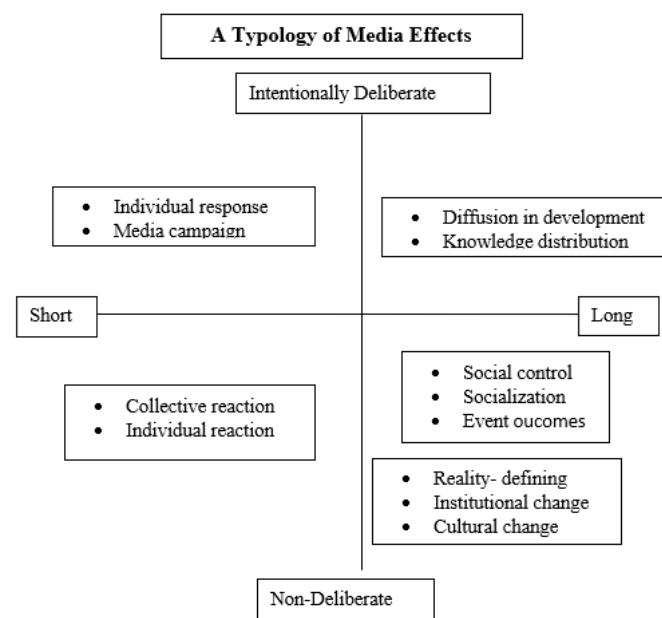 A Typology of Media Effects
Intentionally Deliberate
• Individual response
• Media campaign
• Diffusion in development
• Knowledge distribution
Short
Long
• Collective reaction
• Individual reaction
• Social control
• Socialization
• Event oucomes
• Reality- defining
• Institutional change
• Cultural change
Non-Deliberate